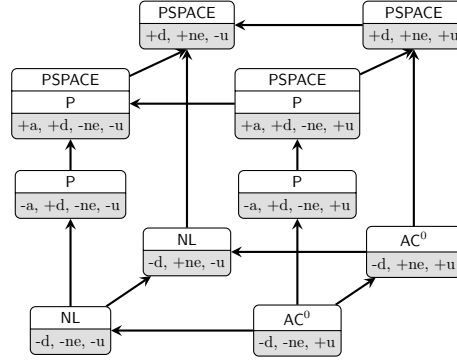 PSPACE
+d, +ne, -u
PSPACE
+d, +ne, +u
PSPACE
P
+a, +d, -ne, -u
PSPACE
P
+a, +d, -ne, +u
P
-a, +d, -ne, -u
P
-a, +d, -ne, +u
NL
-d, +ne, -u
AC⁰
-d, +ne, +u
NL
-d, -ne, -u
AC⁰
-d, -ne, +u